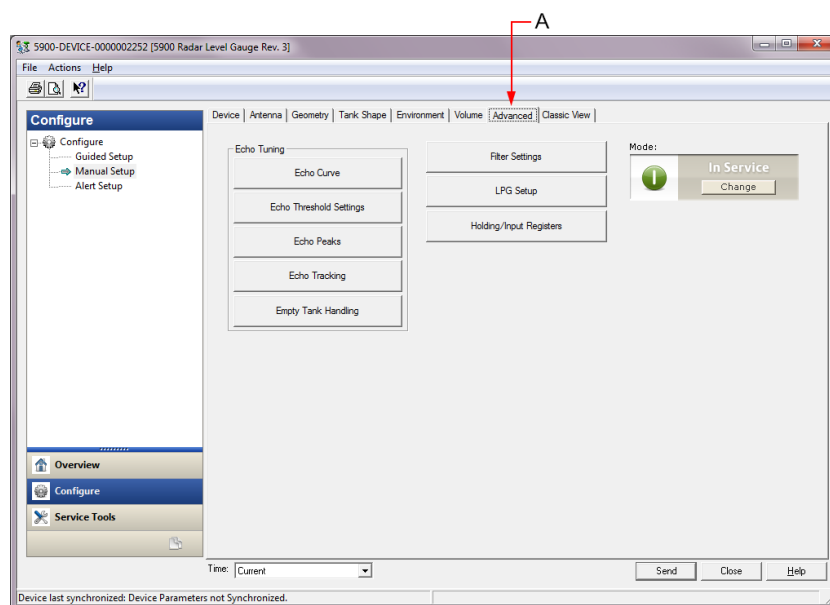 A
5900-DEVICE-0000002252 [5900 Radar Level Gauge Rev. 3]
File Actions Help
Configure
Configure
Guided Setup
Manual Setup
Alert Setup
Overview
Configure
Service Tools
Device Antenna Geometry Tank Shape Environment Volume Advanced Classic View
Echo Tuning
Echo Curve
Echo Threshold Settings
Echo Peaks
Echo Tracking
Empty Tank Handling
Filter Settings
LPG Setup
Holding/Input Registers
Mode:
In Service
Change
Time: Current
Send Close Help
Device last synchronized: Device Parameters not Synchronized.